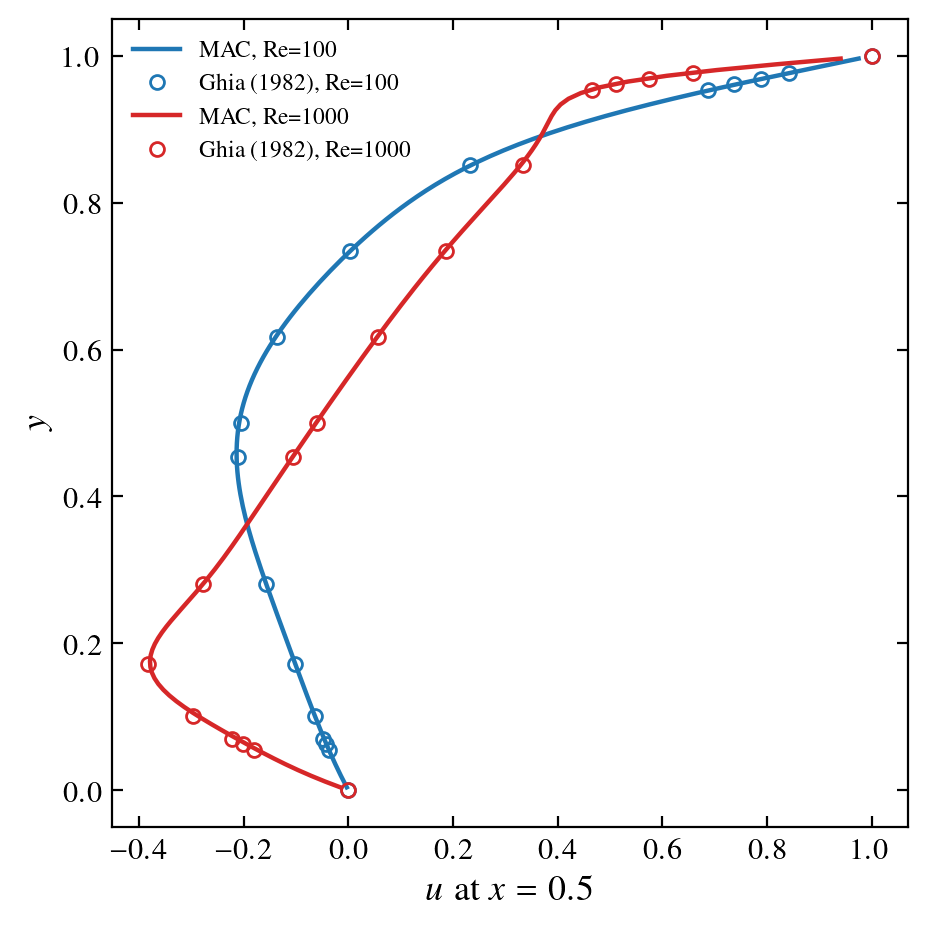 MAC, Re=100
Ghia (1982), Re=100
MAC, Re=1000
Ghia (1982), Re=1000
1.0
0.8
0.6
0.4
0.2
0.0
y
−0.4 −0.2 0.0 0.2 0.4 0.6 0.8 1.0
u at x = 0.5